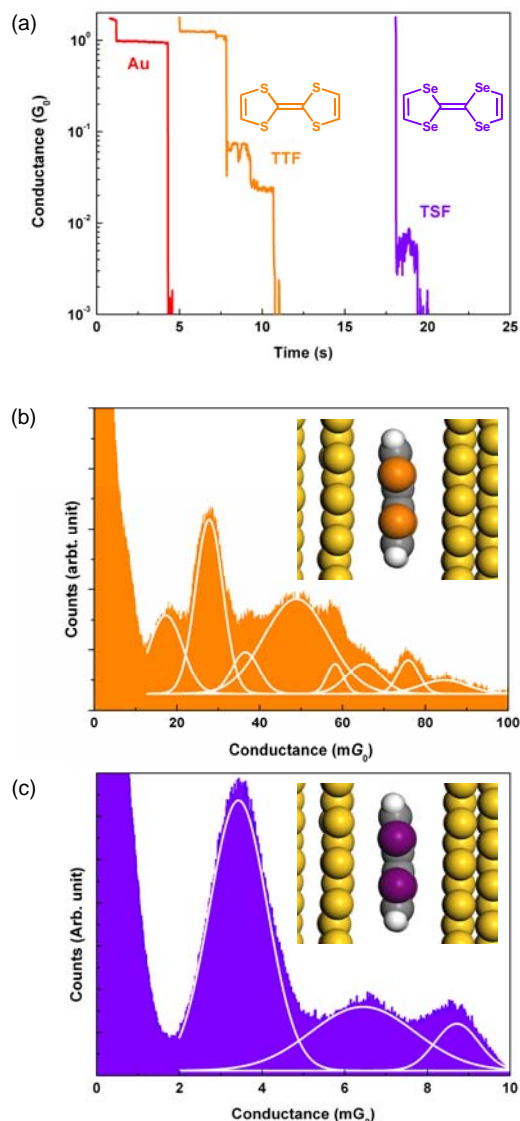 (a)
10⁰
10⁻¹
10⁻²
10⁻³
Conductance (G₀)
Au
TTF
TSF
S S
S S
Se Se
Se Se
0 5 10 15 20 25
Time (s)
(b)
Counts (arbt. unit)
0 20 40 60 80 100
Conductance (mG₀)
(c)
Counts (Arb. unit)
0 2 4 6 8 10
Conductance (mG₀)